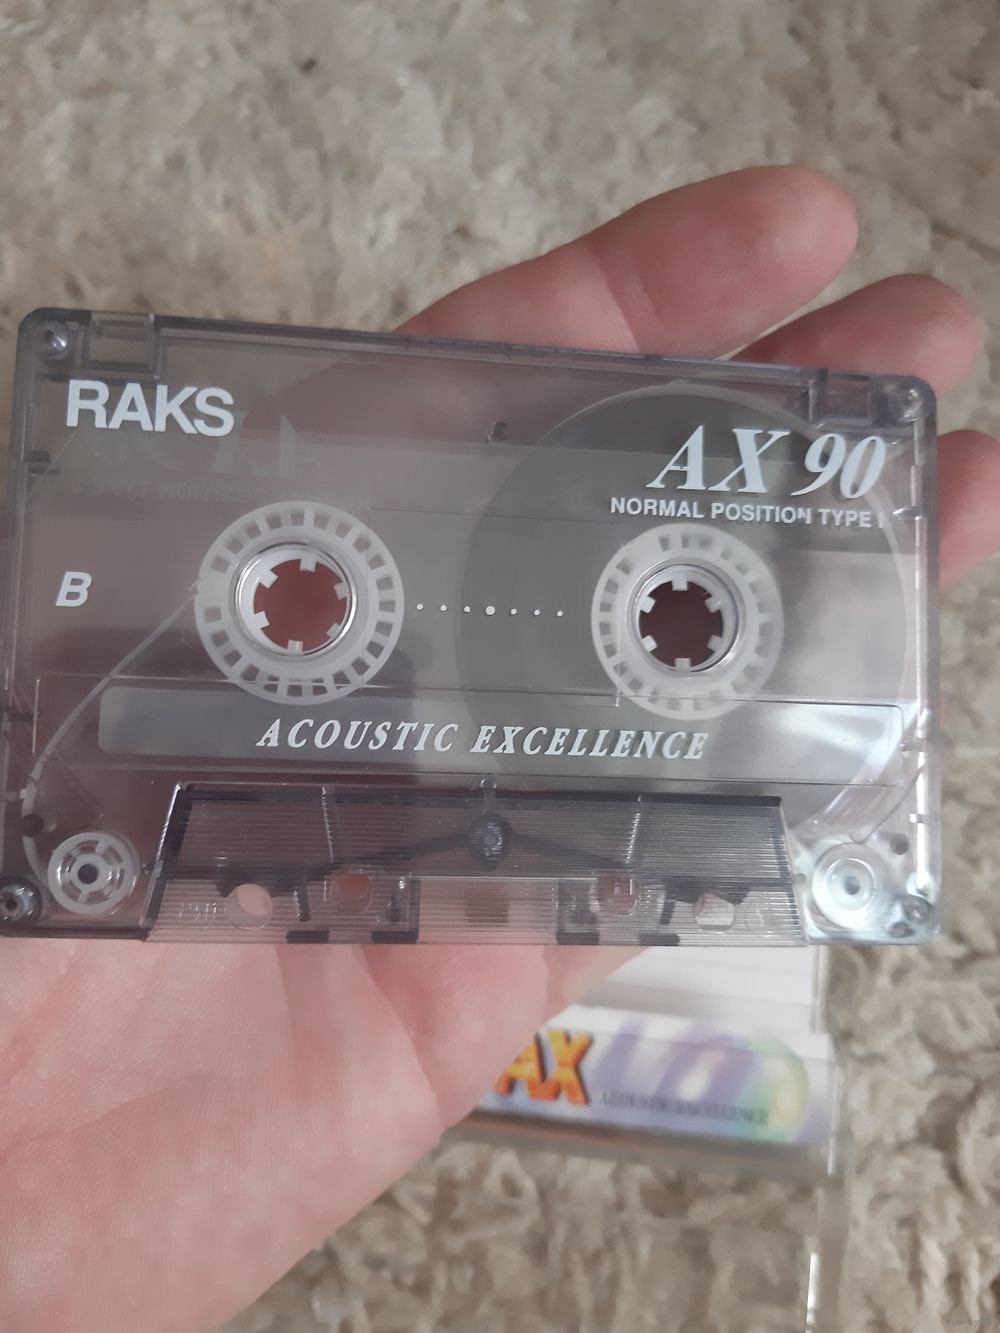 RAKS
AX 90
NORMAL POSITION TYPE I
B
ACOUSTIC EXCELLENCE
AX
ACOUSTIC EXCELLENCE